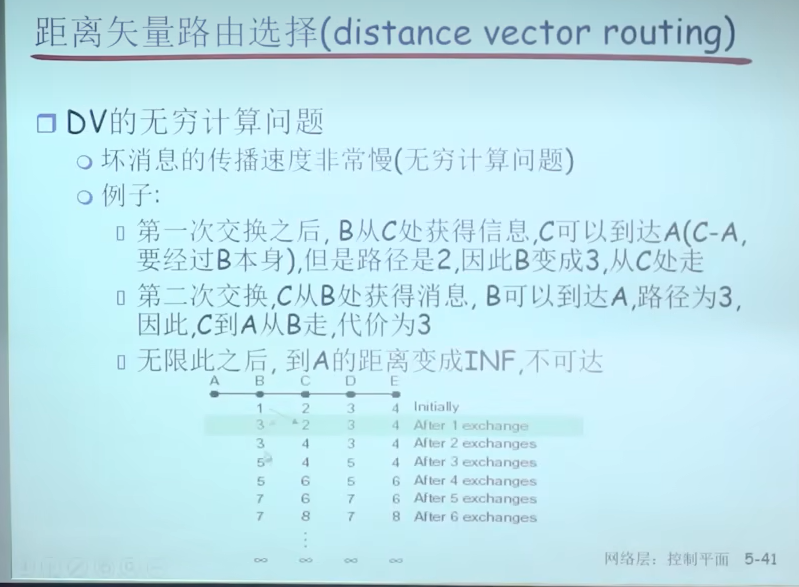 距离矢量路由选择(distance vector routing)
DV的无穷计算问题
坏消息的传播速度非常慢(无穷计算问题)
例子:
第一次交换之后, B从C处获得信息,C可以到达A(C-A,
要经过B本身),但是路径是2,因此B变成3,从C处走
第二次交换,C从B处获得消息, B可以到达A,路径为3,
因此,C到A从B走,代价为3
无限此之后, 到A的距离变成INF,不可达
A B C D E
1 2 3 4 Initially
3 2 3 4 After 1 exchange
3 4 3 4 After 2 exchanges
5 4 5 4 After 3 exchanges
5 6 5 6 After 4 exchanges
7 6 7 6 After 5 exchanges
7 8 7 8 After 6 exchanges
⋮
∞ ∞ ∞ ∞
网络层：控制平面 5-41